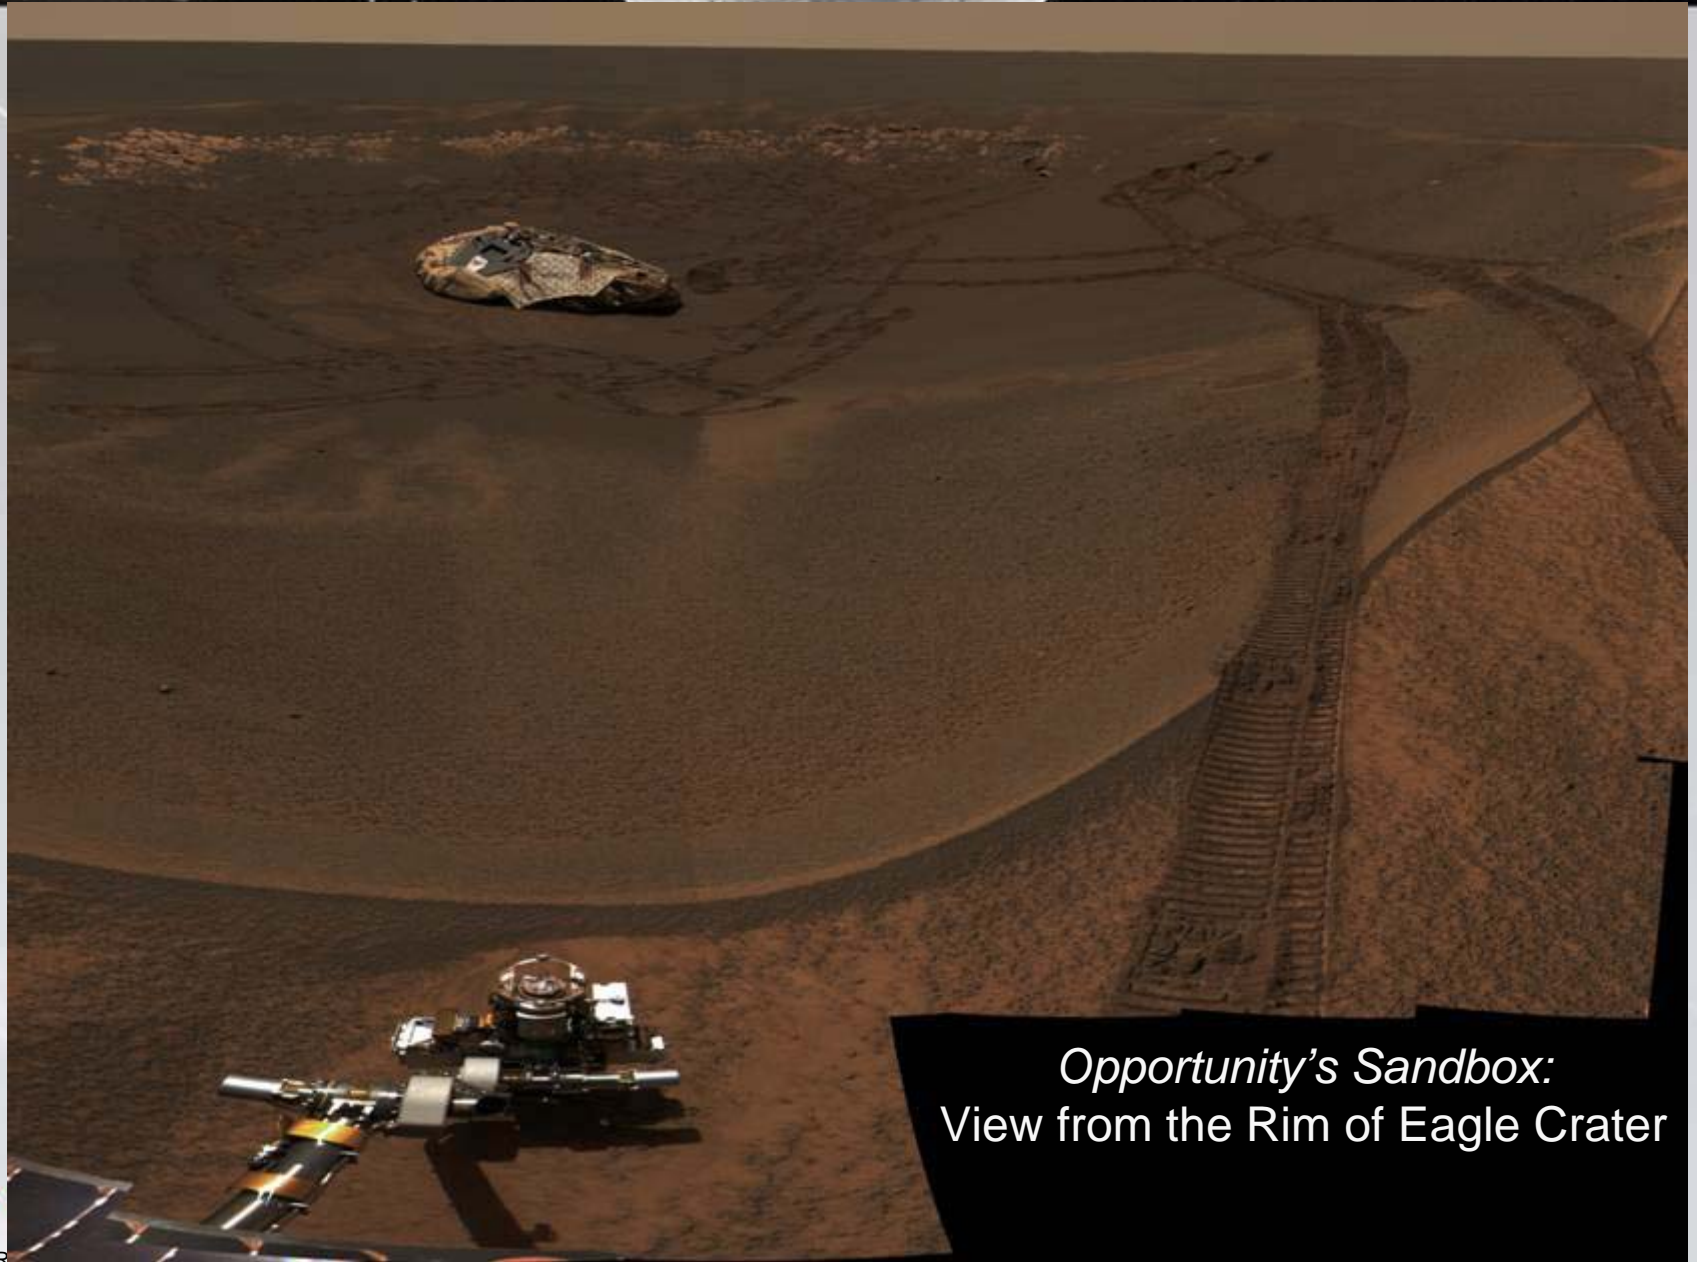 Opportunity’s Sandbox:
View from the Rim of Eagle Crater